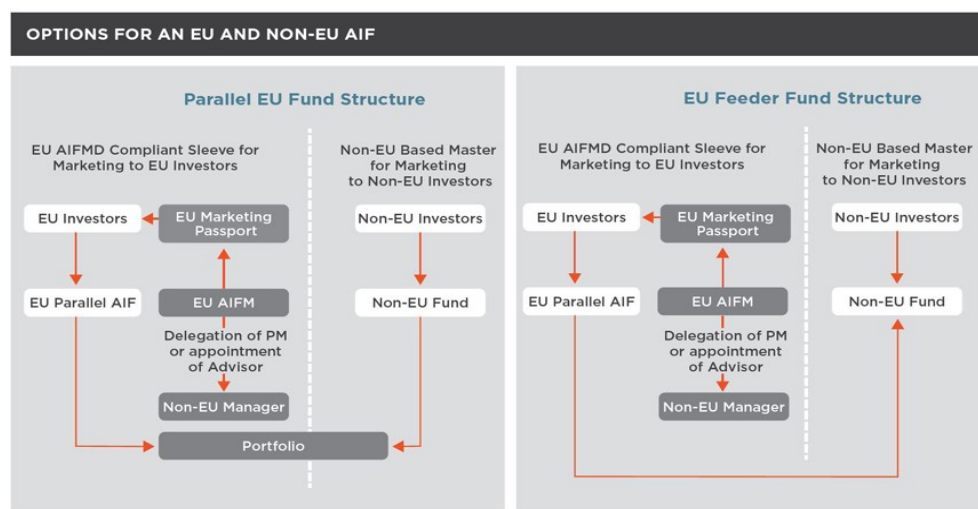 OPTIONS FOR AN EU AND NON-EU AIF
Parallel EU Fund Structure
EU AIFMD Compliant Sleeve for
Marketing to EU Investors
Non-EU Based Master
for Marketing
to Non-EU Investors
EU Investors
EU Marketing
Passport
Non-EU Investors
EU Parallel AIF
EU AIFM
Non-EU Fund
Delegation of PM
or appointment
of Advisor
Non-EU Manager
Portfolio
EU Feeder Fund Structure
EU AIFMD Compliant Sleeve for
Marketing to EU Investors
Non-EU Based Master
for Marketing
to Non-EU Investors
EU Investors
EU Marketing
Passport
Non-EU Investors
EU Parallel AIF
EU AIFM
Non-EU Fund
Delegation of PM
or appointment
of Advisor
Non-EU Manager